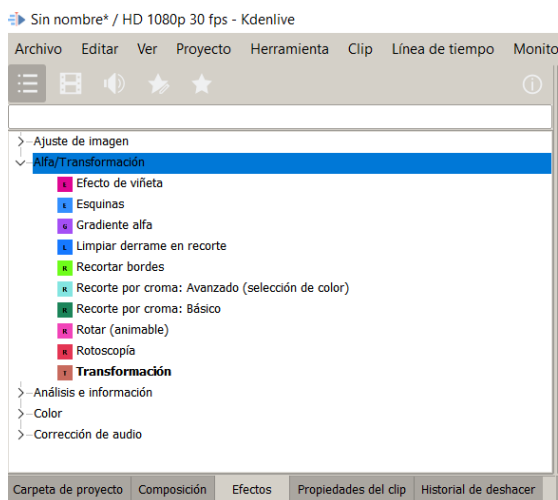 Sin nombre* / HD 1080p 30 fps - Kdenlive
Archivo Editar Ver Proyecto Herramienta Clip Línea de tiempo Monito
Ajuste de imagen
Alfa/Transformación
E Efecto de viñeta
E Esquinas
G Gradiente alfa
L Limpiar derrame en recorte
R Recortar bordes
R Recorte por croma: Avanzado (selección de color)
R Recorte por croma: Básico
R Rotar (animable)
R Rotoscopía
T Transformación
Análisis e información
Color
Corrección de audio
Carpeta de proyecto Composición Efectos Propiedades del clip Historial de deshacer